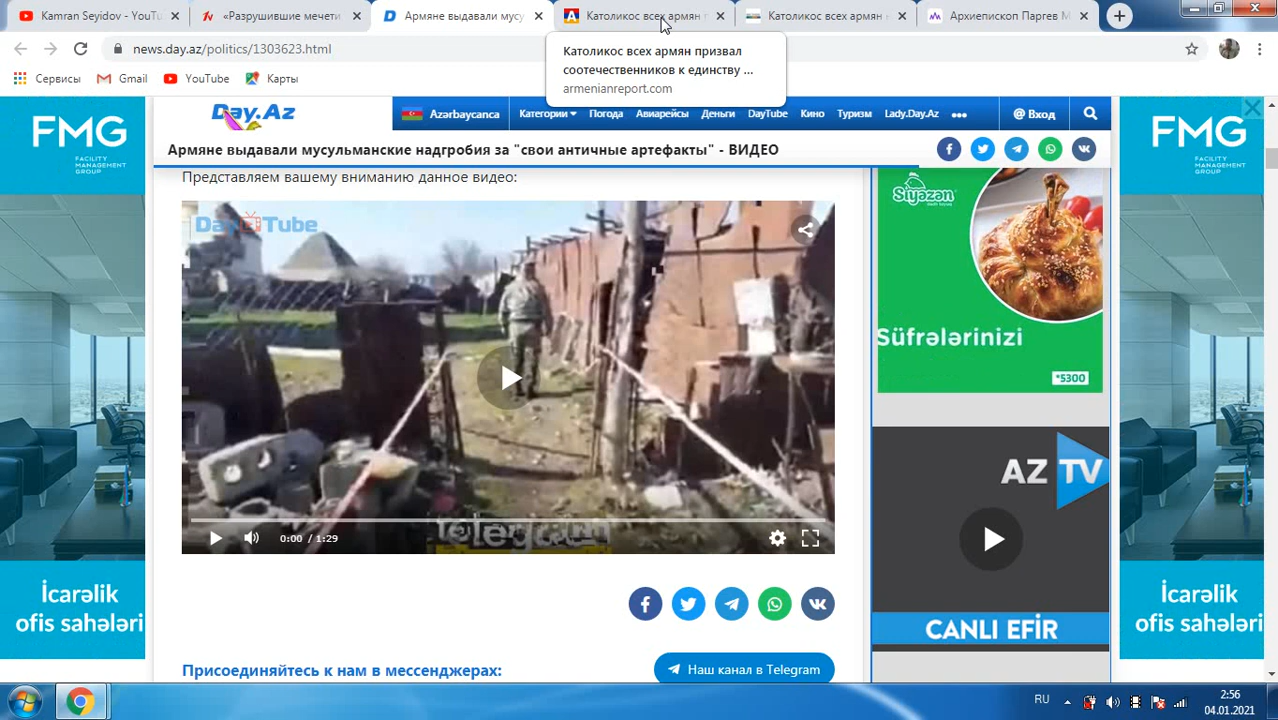 Kamran Seyidov - YouTu
«Разрушившие мечети
Армяне выдавали мусу
Католикос всех армян п
Католикос всех армян н
Архиепископ Паргев М
news.day.az/politics/1303623.html
Католикос всех армян призвал
соотечественников к единству ...
armenianreport.com
Сервисы
Gmail
YouTube
Карты
FMG
FACILITY
MANAGEMENT
GROUP
Day.Az
Azərbaycanca
Категории
Погода
Авиарейсы
Деньги
DayTube
Кино
Туризм
Lady.Day.Az
Вход
FMG
FACILITY
MANAGEMENT
GROUP
Армяне выдавали мусульманские надгробия за "свои античные артефакты" - ВИДЕО
Представляем вашему вниманию данное видео:
DayTube
Siyəzən
Süfrələrinizi
*5300
AZ TV
telegram
0:00 / 1:29
CANLI EFİR
İcarəlik
ofis sahələri
İcarəlik
ofis sahələri
Присоединяйтесь к нам в мессенджерах:
Наш канал в Telegram
RU
2:56
04.01.2021